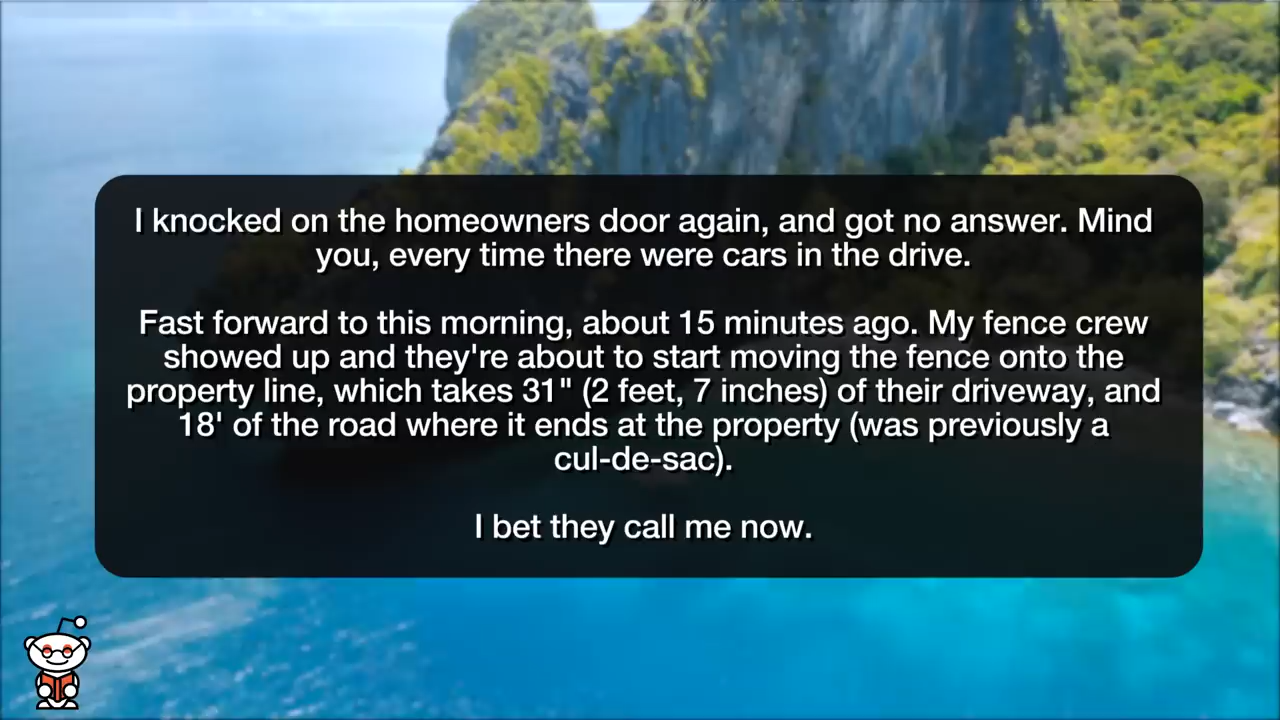 I knocked on the homeowners door again, and got no answer. Mind
you, every time there were cars in the drive.
Fast forward to this morning, about 15 minutes ago. My fence crew
showed up and they're about to start moving the fence onto the
property line, which takes 31" (2 feet, 7 inches) of their driveway, and
18' of the road where it ends at the property (was previously a
cul-de-sac).
I bet they call me now.